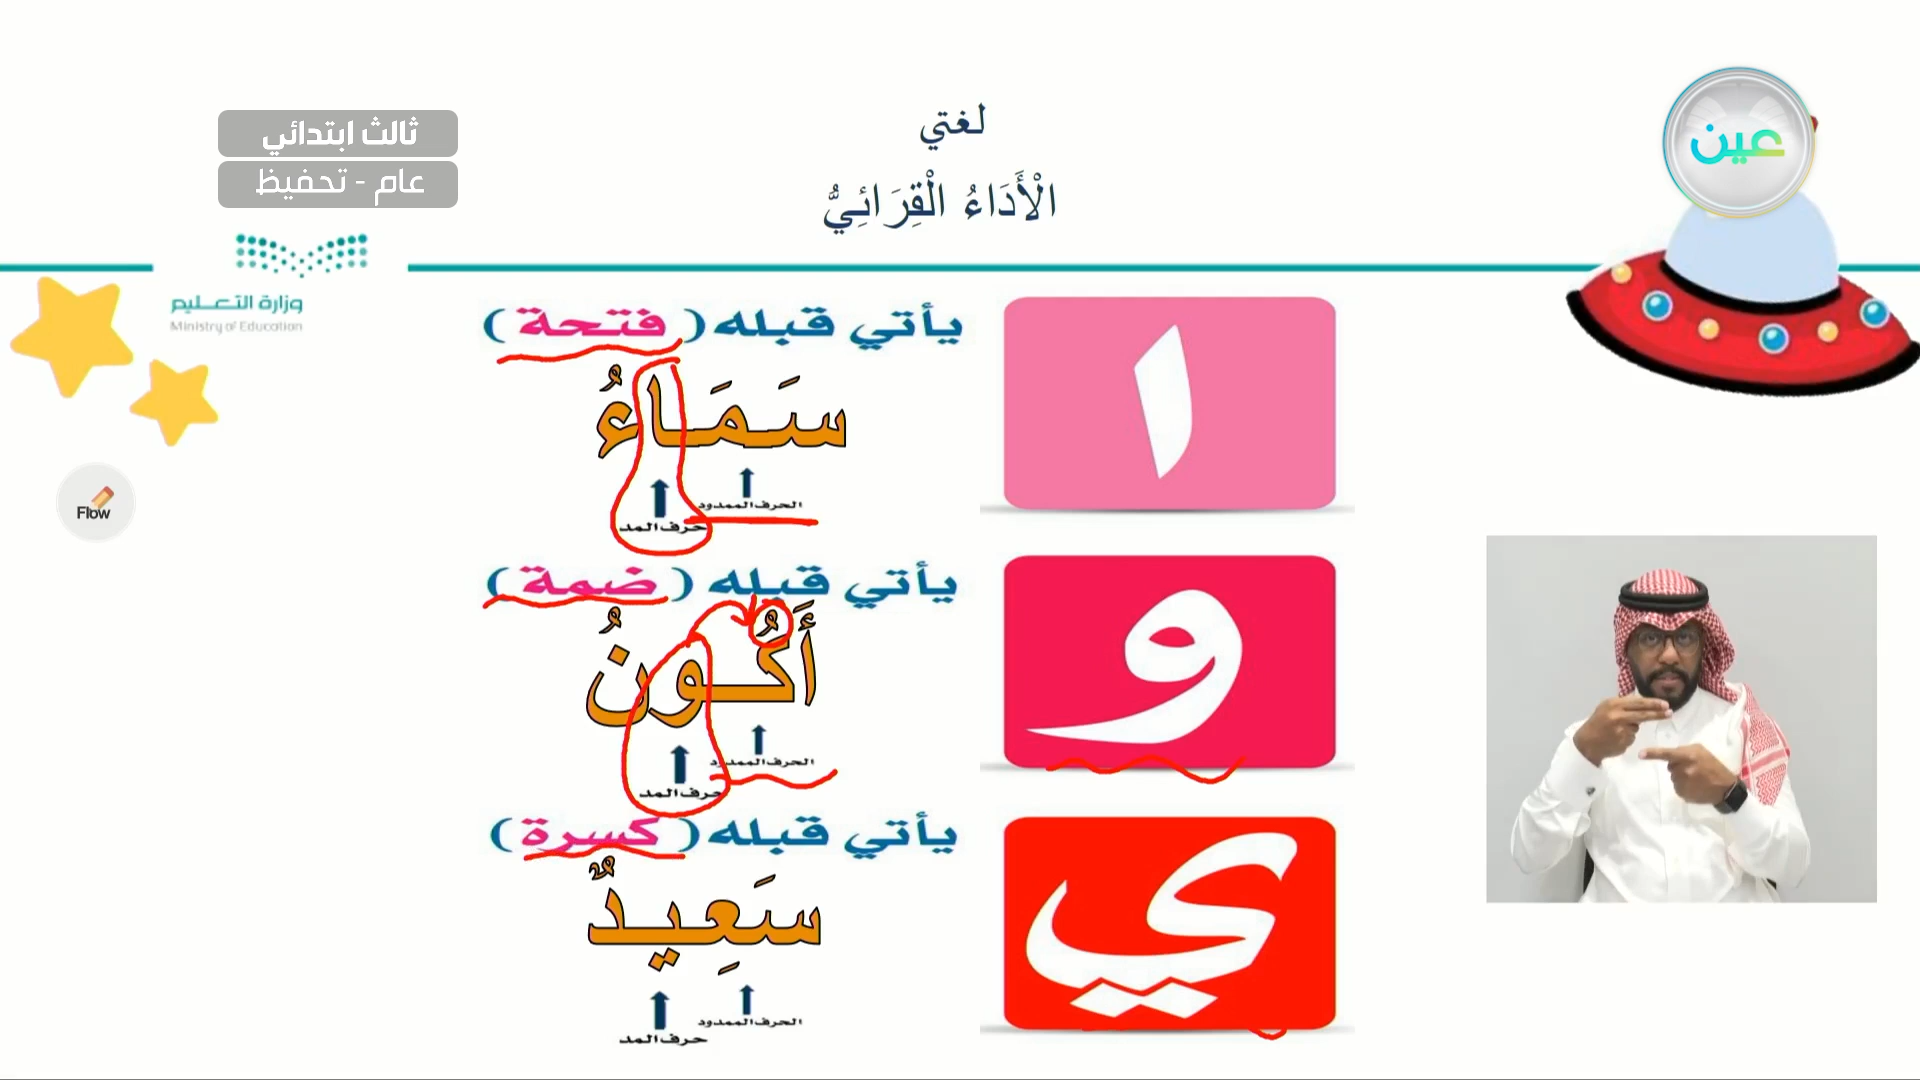 لغتي
الْأَدَاءُ الْقِرَائِيُّ
ثالث ابتدائي
عام - تحفيظ
عين
وزارة التعليم
Ministry of Education
Flow
ا
يأتي قبله (فتحة)
سَمَاءُ
الحرف الممدود
حرف المد
و
يأتي قبله (ضمة)
أَكُونُ
الحرف الممدود
حرف المد
ي
يأتي قبله (كسرة)
سَعِيدٌ
الحرف الممدود
حرف المد